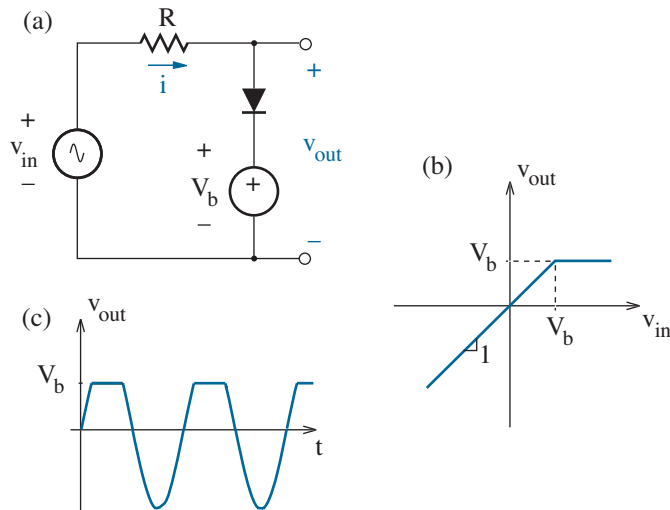 (a)
R
i
+
v_in
−
+
V_b
−
+
+
v_out
−
(b)
v_out
V_b
V_b
v_in
1
(c)
v_out
V_b
t